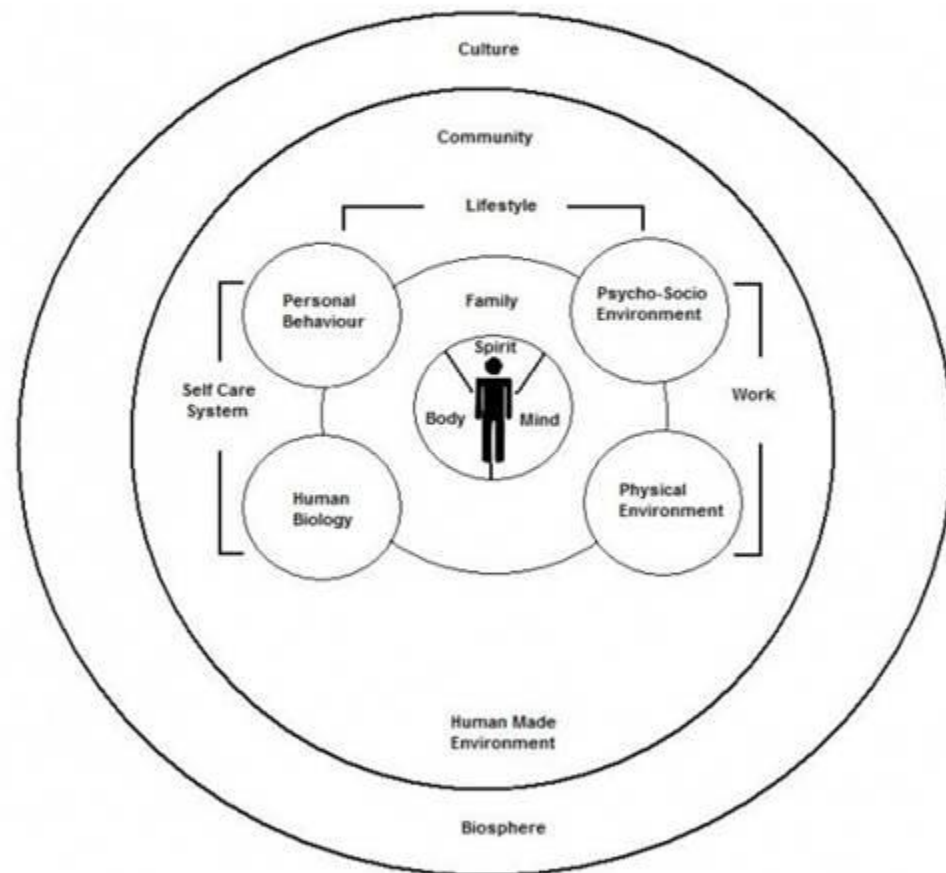 Culture
Community
Lifestyle
Personal
Behaviour
Family
Psycho-Socio
Environment
Spirit
Self Care
System
Body
Mind
Work
Human
Biology
Physical
Environment
Human Made
Environment
Biosphere